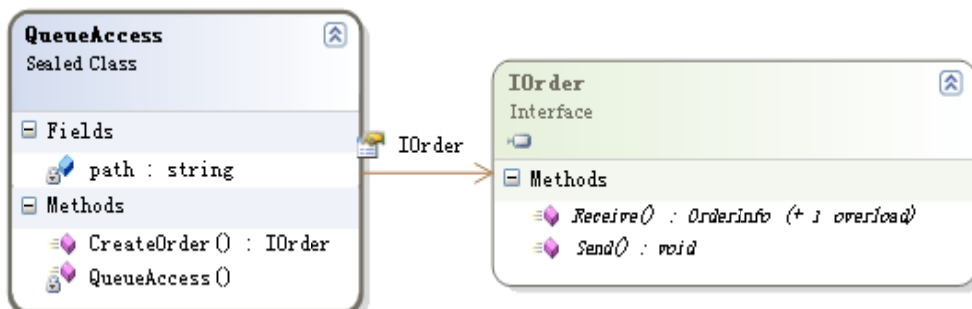 QueueAccess
Sealed Class
Fields
path : string
Methods
CreateOrder() : IOrder
QueueAccess()
IOrder
IOrder
Interface
Methods
Receive() : OrderInfo (+ 1 overload)
Send() : void